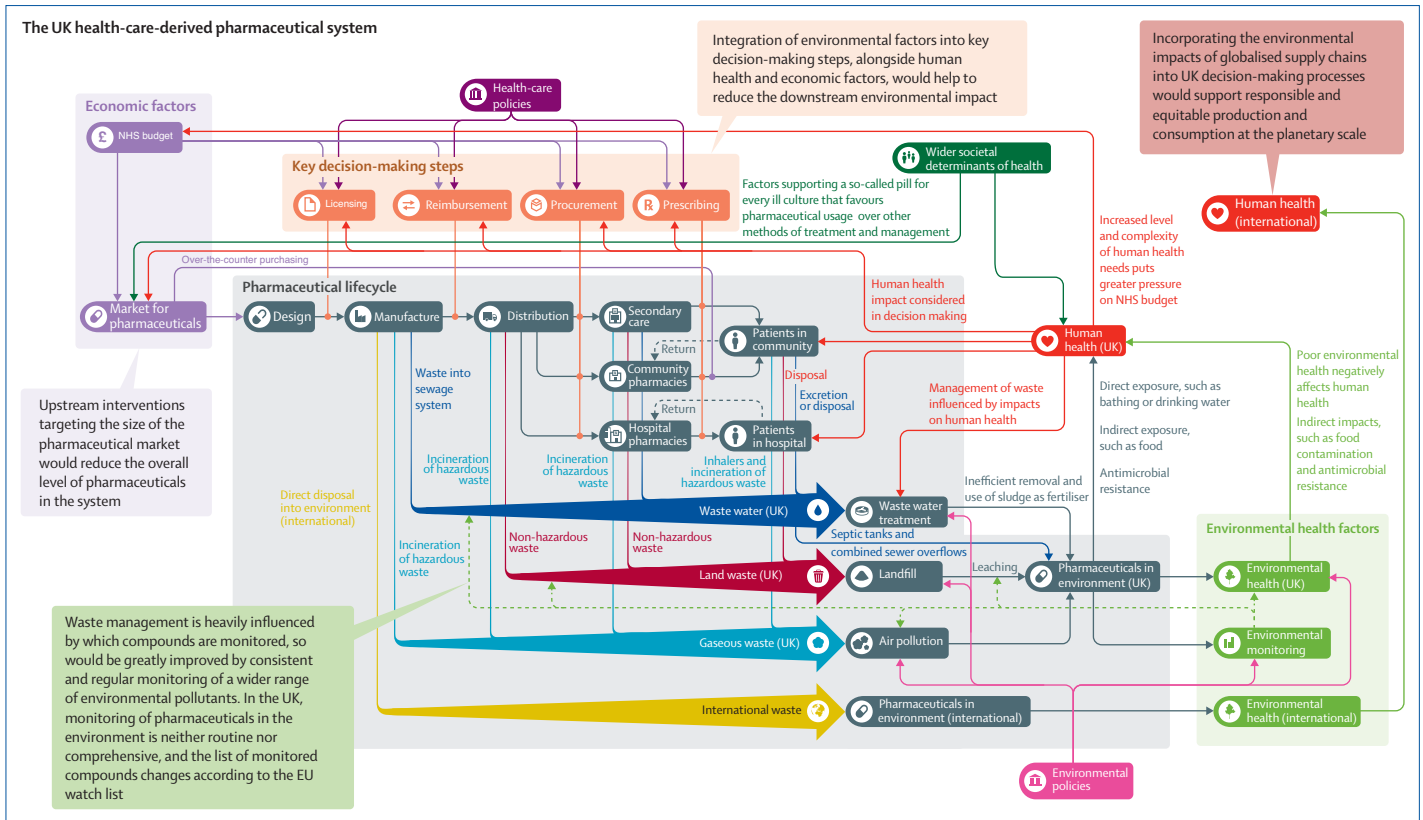 The UK health-care-derived pharmaceutical system
Integration of environmental factors into key
decision-making steps, alongside human
health and economic factors, would help to
reduce the downstream environmental impact
Incorporating the environmental
impacts of globalised supply chains
into UK decision-making processes
would support responsible and
equitable production and
consumption at the planetary scale
Economic factors
£
NHS budget
Health-care
policies
Key decision-making steps
Licensing
Reimbursement
Procurement
R
Prescribing
Wider societal
determinants of health
Factors supporting a so-called pill for
every ill culture that favours
pharmaceutical usage over other
methods of treatment and management
Human health
(international)
Increased level
and complexity
of human health
needs puts
greater pressure
on NHS budget
Over-the-counter purchasing
Market for
pharmaceuticals
Pharmaceutical lifecycle
Design
Manufacture
Distribution
Secondary
care
Patients in
community
Return
Community
pharmacies
Return
Hospital
pharmacies
Patients
in hospital
Human health
impact considered
in decision making
Human
health (UK)
Upstream interventions
targeting the size of the
pharmaceutical market
would reduce the overall
level of pharmaceuticals
in the system
Waste into
sewage
system
Disposal
Excretion
or disposal
Management of waste
influenced by impacts
on human health
Direct exposure, such as
bathing or drinking water
Indirect exposure,
such as food
Antimicrobial
resistance
Poor environmental
health negatively
affects human
health
Indirect impacts,
such as food
contamination
and antimicrobial
resistance
Incineration
of hazardous
waste
Incineration
of hazardous
waste
Inhalers and
incineration of
hazardous waste
Direct disposal
into environment
(international)
Inefficient removal and
use of sludge as fertiliser
Waste water (UK)
Waste water
treatment
Incineration
of hazardous
waste
Non-hazardous
waste
Non-hazardous
waste
Septic tanks and
combined sewer overflows
Environmental health factors
Land waste (UK)
Landfill
Leaching
Pharmaceuticals in
environment (UK)
Environmental
health (UK)
Waste management is heavily influenced
by which compounds are monitored, so
would be greatly improved by consistent
and regular monitoring of a wider range
of environmental pollutants. In the UK,
monitoring of pharmaceuticals in the
environment is neither routine nor
comprehensive, and the list of monitored
compounds changes according to the EU
watch list
Gaseous waste (UK)
Air pollution
Environmental
monitoring
International waste
Pharmaceuticals in
environment (international)
Environmental
health (international)
Environmental
policies